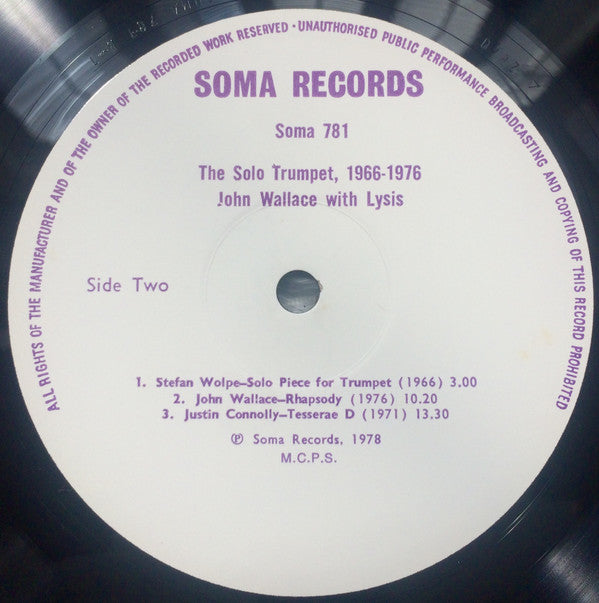 ALL RIGHTS OF THE MANUFACTURER AND OF THE OWNER OF THE RECORDED WORK RESERVED · UNAUTHORISED PUBLIC PERFORMANCE BROADCASTING AND COPYING OF THIS RECORD PROHIBITED
SOMA RECORDS
Soma 781
The Solo Trumpet, 1966-1976
John Wallace with Lysis
Side Two
1. Stefan Wolpe–Solo Piece for Trumpet (1966) 3.00
2. John Wallace–Rhapsody (1976) 10.20
3. Justin Connolly–Tesserae D (1971) 13.30
℗ Soma Records, 1978
M.C.P.S.